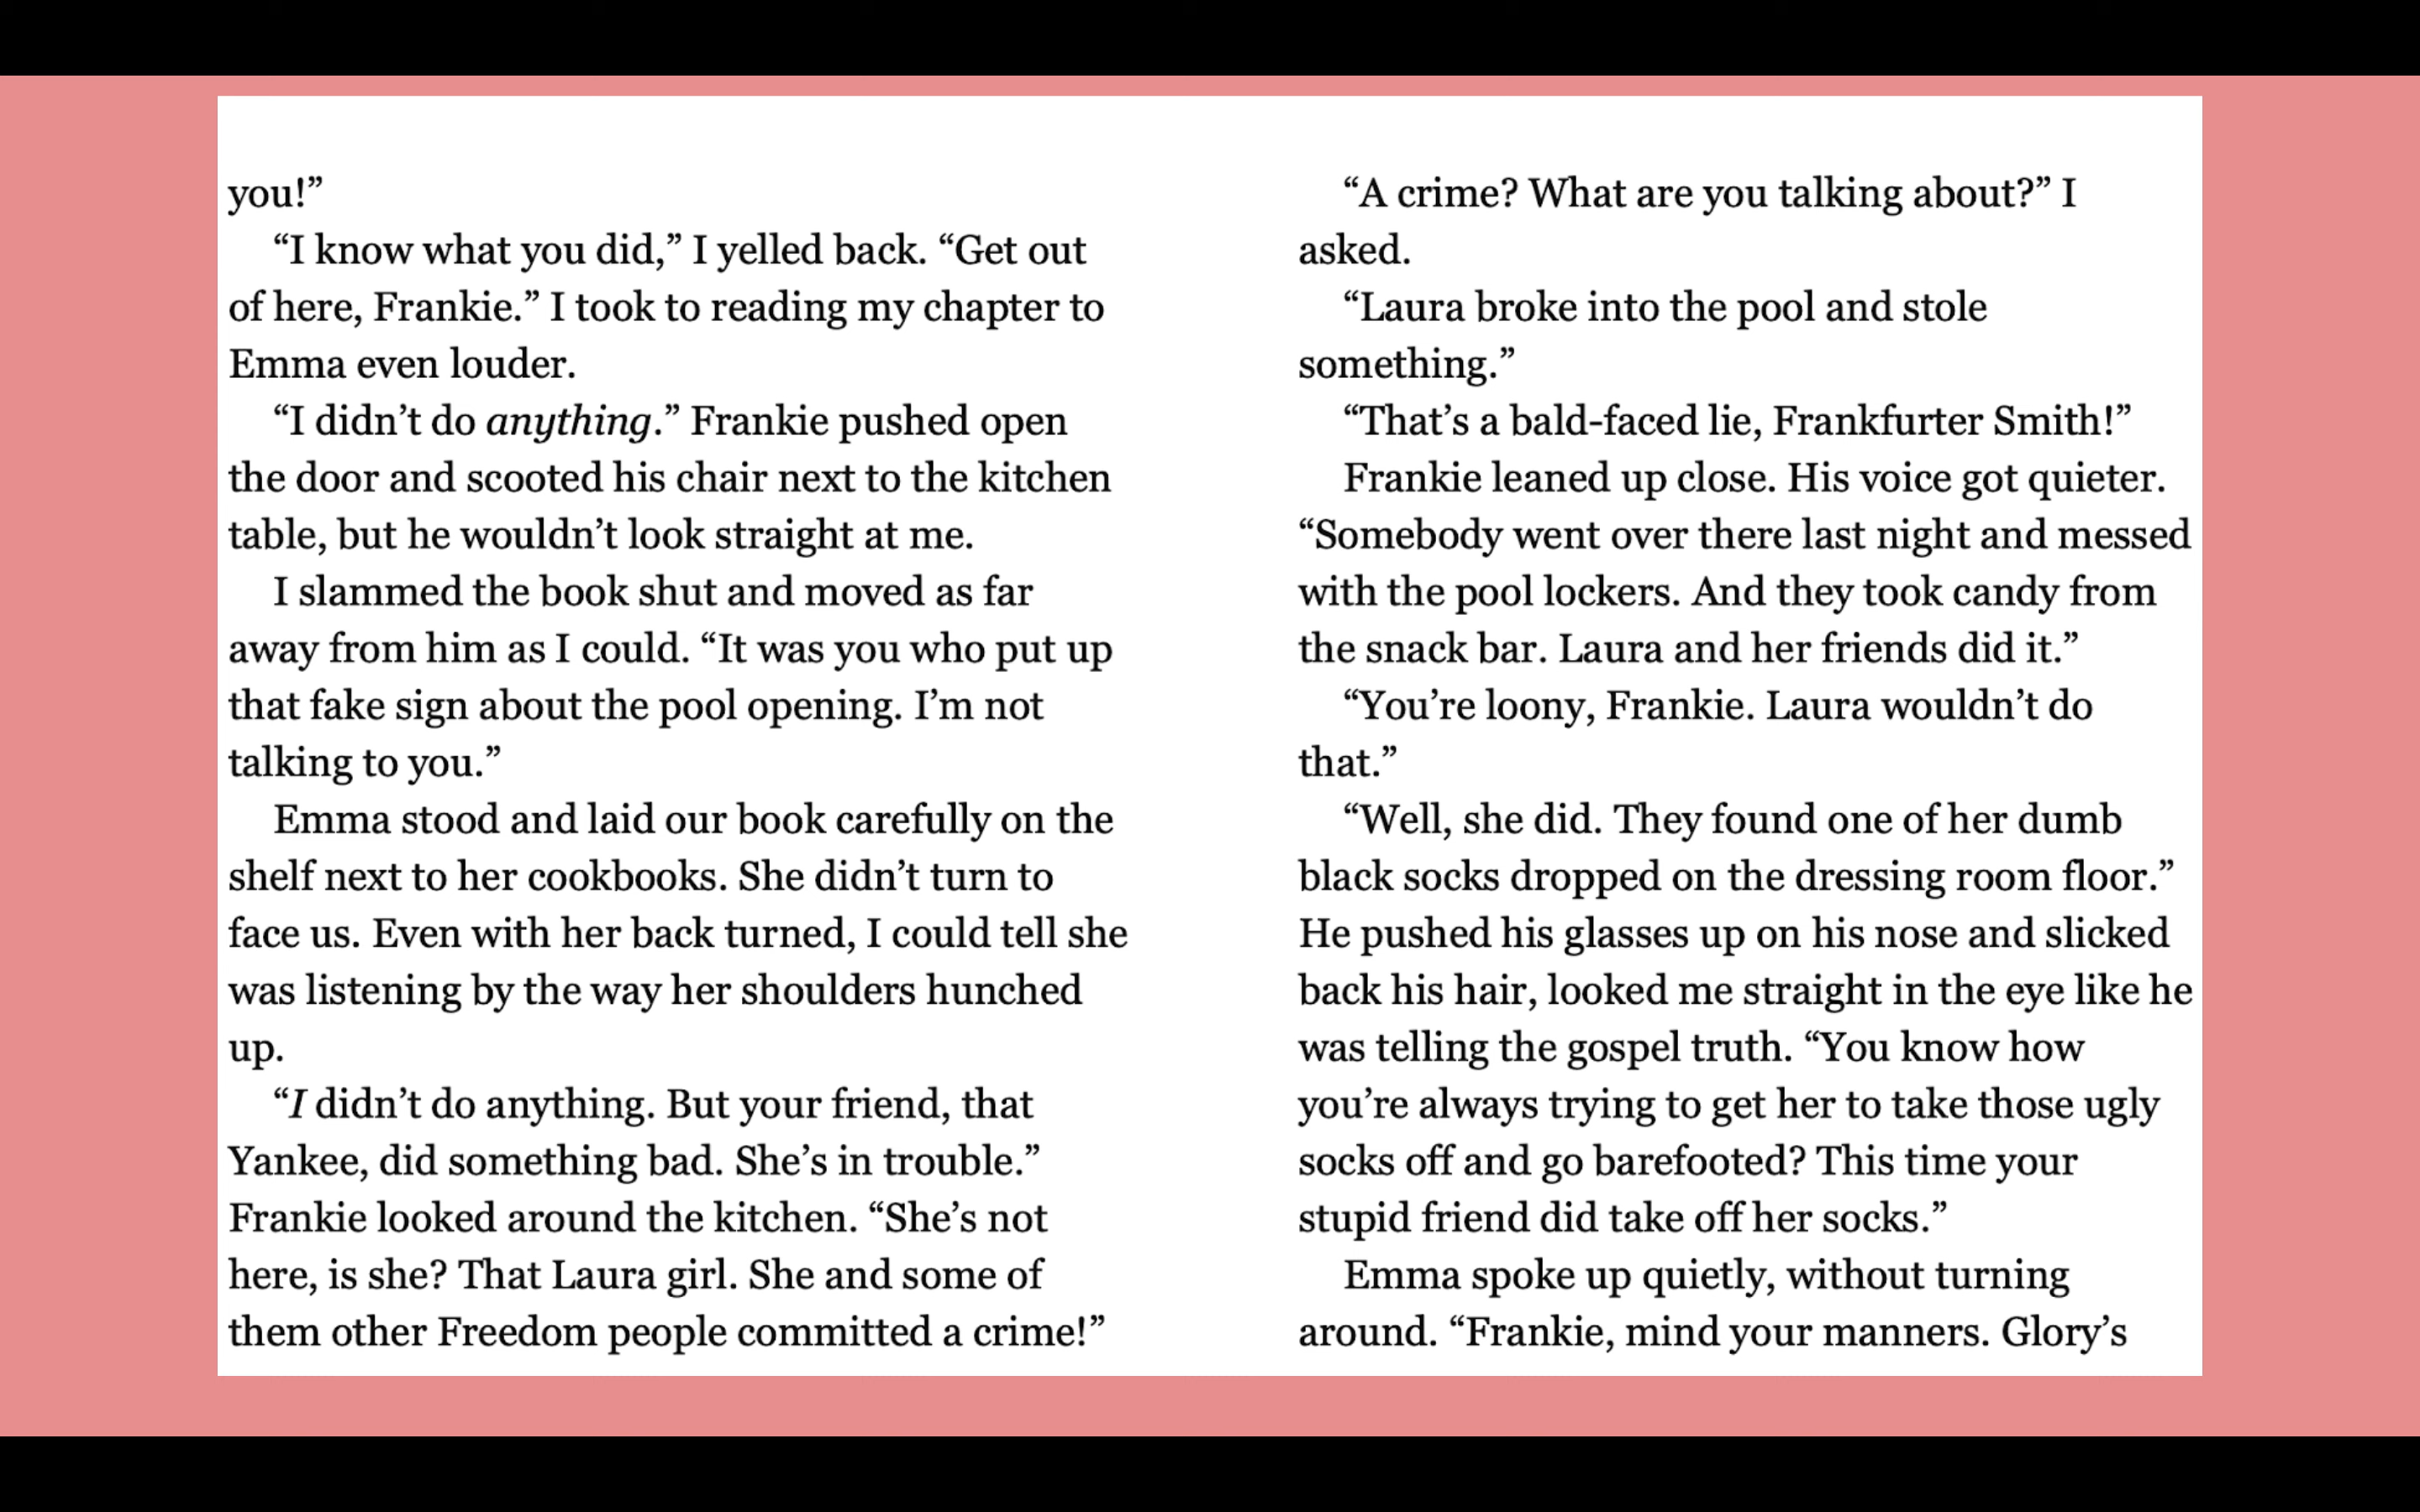 you!”
“I know what you did,” I yelled back. “Get out
of here, Frankie.” I took to reading my chapter to
Emma even louder.
“I didn’t do anything.” Frankie pushed open
the door and scooted his chair next to the kitchen
table, but he wouldn’t look straight at me.
I slammed the book shut and moved as far
away from him as I could. “It was you who put up
that fake sign about the pool opening. I’m not
talking to you.”
Emma stood and laid our book carefully on the
shelf next to her cookbooks. She didn’t turn to
face us. Even with her back turned, I could tell she
was listening by the way her shoulders hunched
up.
“I didn’t do anything. But your friend, that
Yankee, did something bad. She’s in trouble.”
Frankie looked around the kitchen. “She’s not
here, is she? That Laura girl. She and some of
them other Freedom people committed a crime!”
“A crime? What are you talking about?” I
asked.
“Laura broke into the pool and stole
something.”
“That’s a bald-faced lie, Frankfurter Smith!”
Frankie leaned up close. His voice got quieter.
“Somebody went over there last night and messed
with the pool lockers. And they took candy from
the snack bar. Laura and her friends did it.”
“You’re loony, Frankie. Laura wouldn’t do
that.”
“Well, she did. They found one of her dumb
black socks dropped on the dressing room floor.”
He pushed his glasses up on his nose and slicked
back his hair, looked me straight in the eye like he
was telling the gospel truth. “You know how
you’re always trying to get her to take those ugly
socks off and go barefooted? This time your
stupid friend did take off her socks.”
Emma spoke up quietly, without turning
around. “Frankie, mind your manners. Glory’s